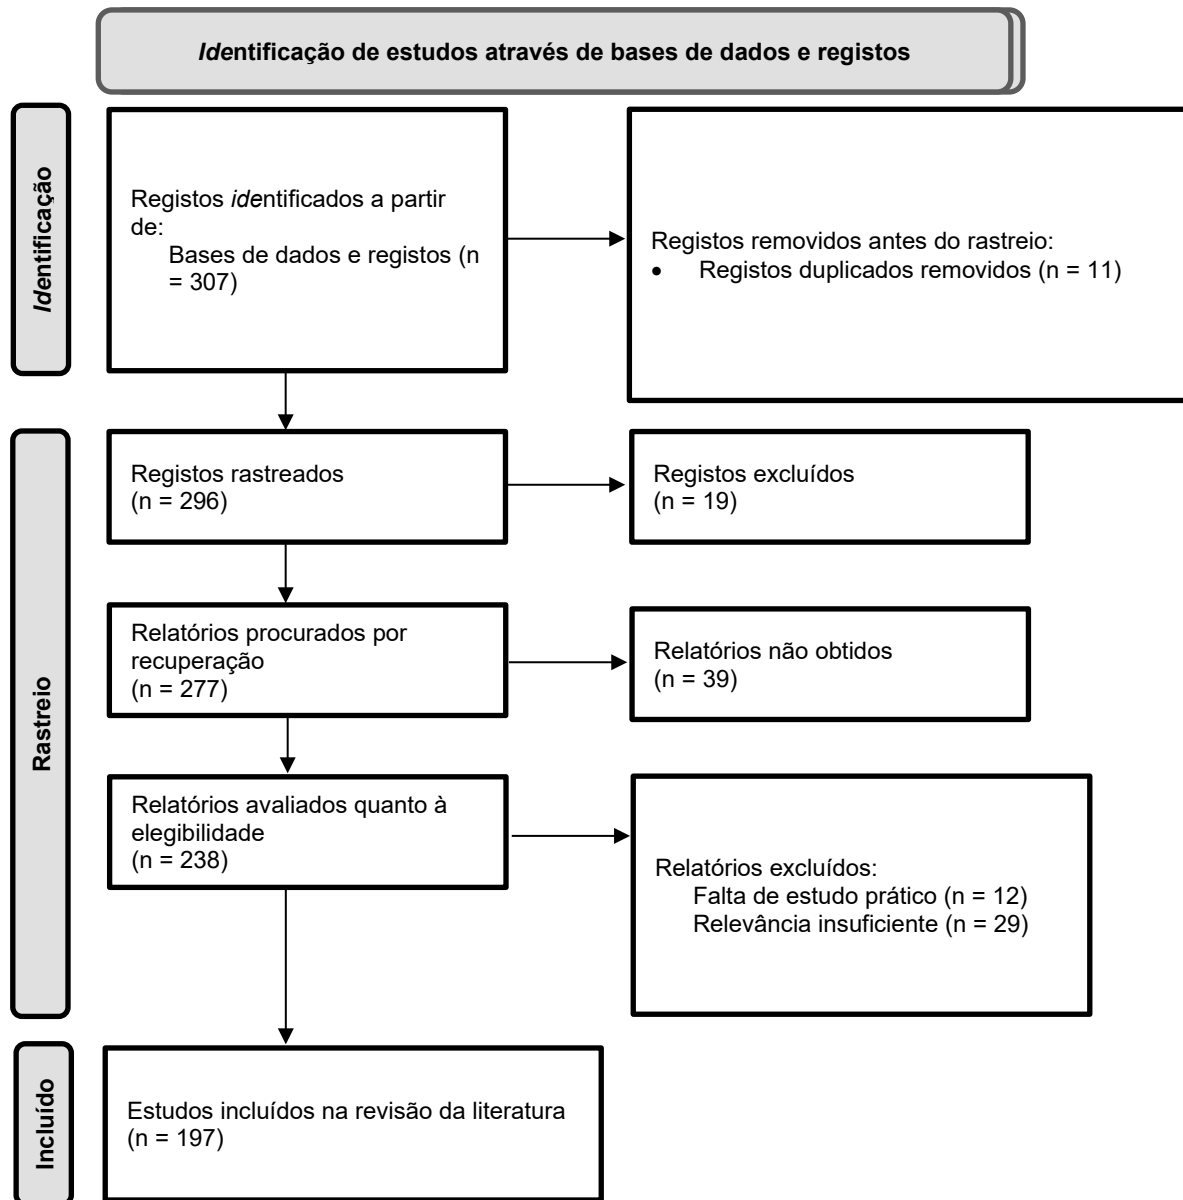 Identificação de estudos através de bases de dados e registos
Identificação
Registos identificados a partir
de:
Bases de dados e registos (n
= 307)
Registos removidos antes do rastreio:
• Registos duplicados removidos (n = 11)
Rastreio
Registos rastreados
(n = 296)
Registos excluídos
(n = 19)
Relatórios procurados por
recuperação
(n = 277)
Relatórios não obtidos
(n = 39)
Relatórios avaliados quanto à
elegibilidade
(n = 238)
Relatórios excluídos:
Falta de estudo prático (n = 12)
Relevância insuficiente (n = 29)
Incluído
Estudos incluídos na revisão da literatura
(n = 197)